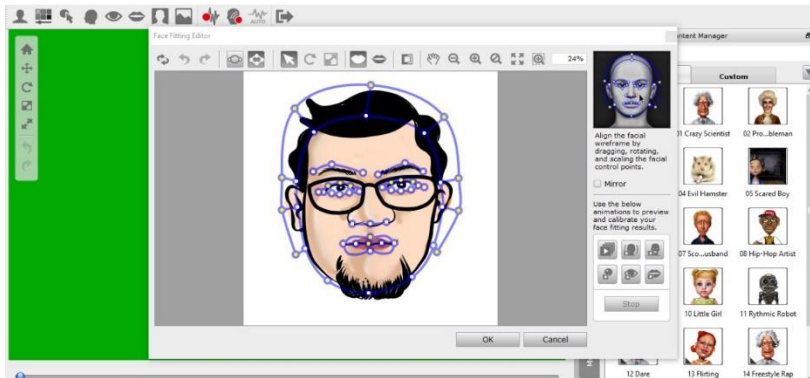 AUTO
Face Fitting Editor
24%
Align the facial
wireframe by
dragging, rotating,
and scaling the facial
control points.
Mirror
Use the below
animations to preview
and calibrate your
face fitting results.
Stop
OK
Cancel
ntent Manager
Custom
01 Crazy Scientist
02 Pro...bleman
04 Evil Hamster
05 Scared Boy
07 Sco...usband
08 Hip-Hop Artist
10 Little Girl
11 Rythmic Robot
12 Dare
13 Flirting
14 Freestyle Rap